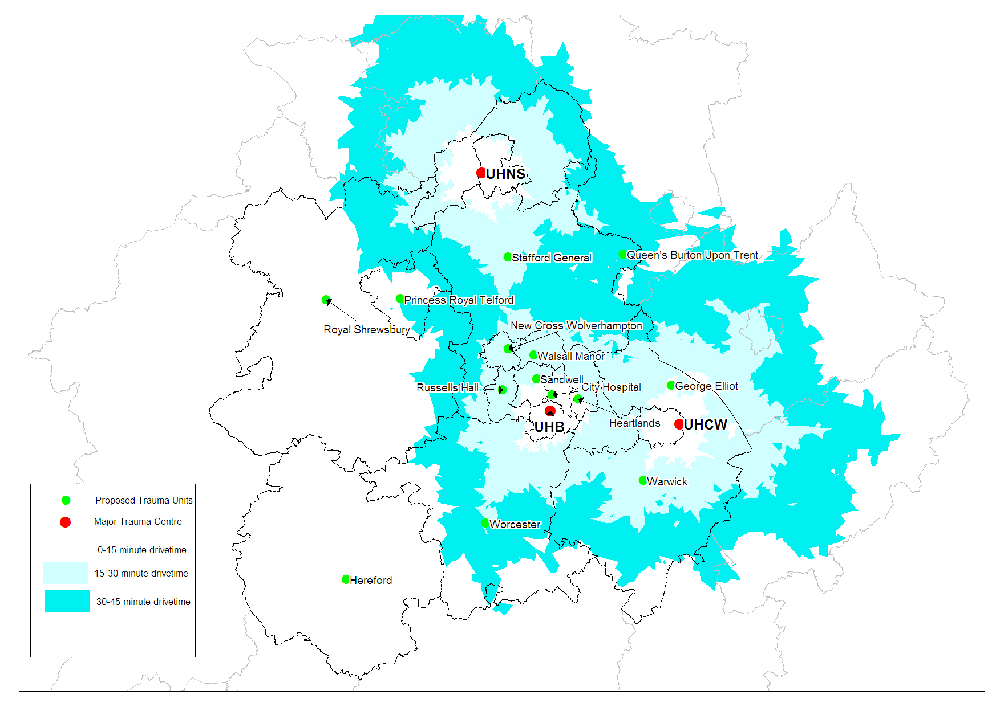 UHNS
Stafford General
Queen's Burton Upon Trent
Princess Royal Telford
Royal Shrewsbury
New Cross Wolverhampton
Walsall Manor
Sandwell
Russells Hall
City Hospital
George Elliot
Heartlands
UHB
UHCW
Warwick
Worcester
Hereford
Proposed Trauma Units
Major Trauma Centre
0-15 minute drivetime
15-30 minute drivetime
30-45 minute drivetime